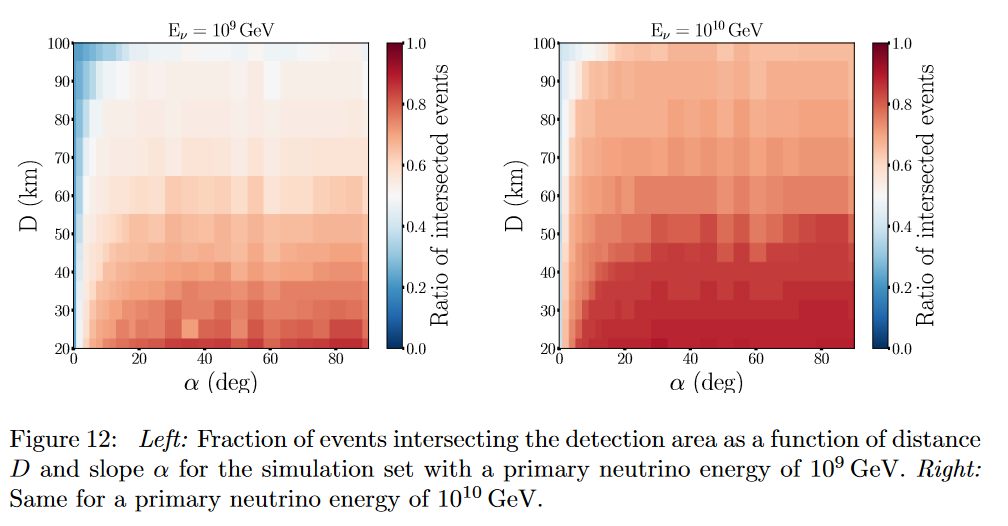 E_ν = 10^9 GeV
100
90
80
70
60
50
40
30
20
0 20 40 60 80
D (km)
α (deg)
1.0
0.8
0.6
0.4
0.2
0.0
Ratio of intersected events
E_ν = 10^10 GeV
100
90
80
70
60
50
40
30
20
0 20 40 60 80
D (km)
α (deg)
1.0
0.8
0.6
0.4
0.2
0.0
Ratio of intersected events
Figure 12: Left: Fraction of events intersecting the detection area as a function of distance
D and slope α for the simulation set with a primary neutrino energy of 10^9 GeV. Right:
Same for a primary neutrino energy of 10^10 GeV.